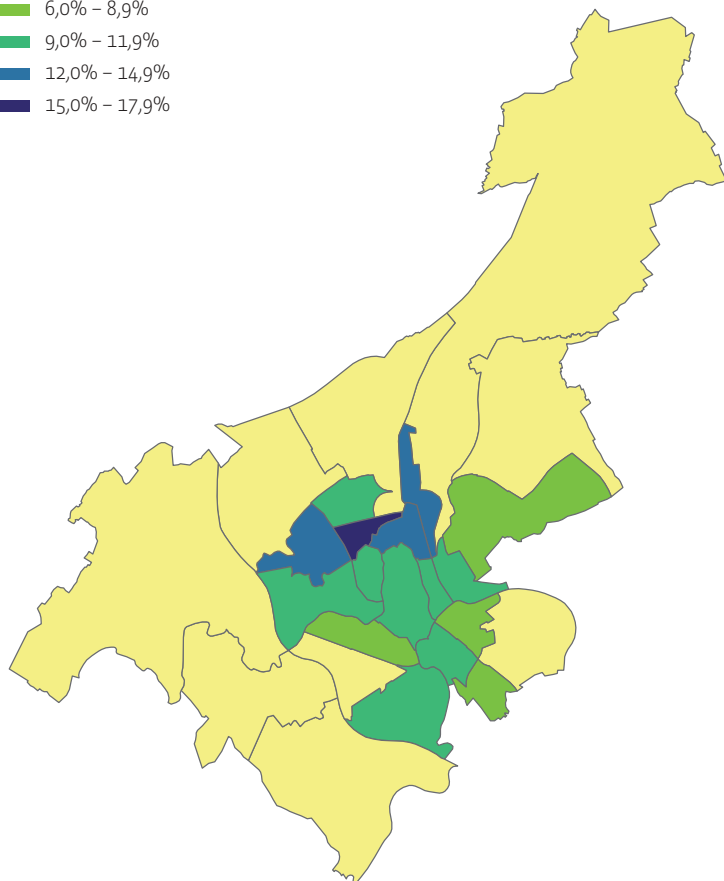 6,0% – 8,9%
9,0% – 11,9%
12,0% – 14,9%
15,0% – 17,9%